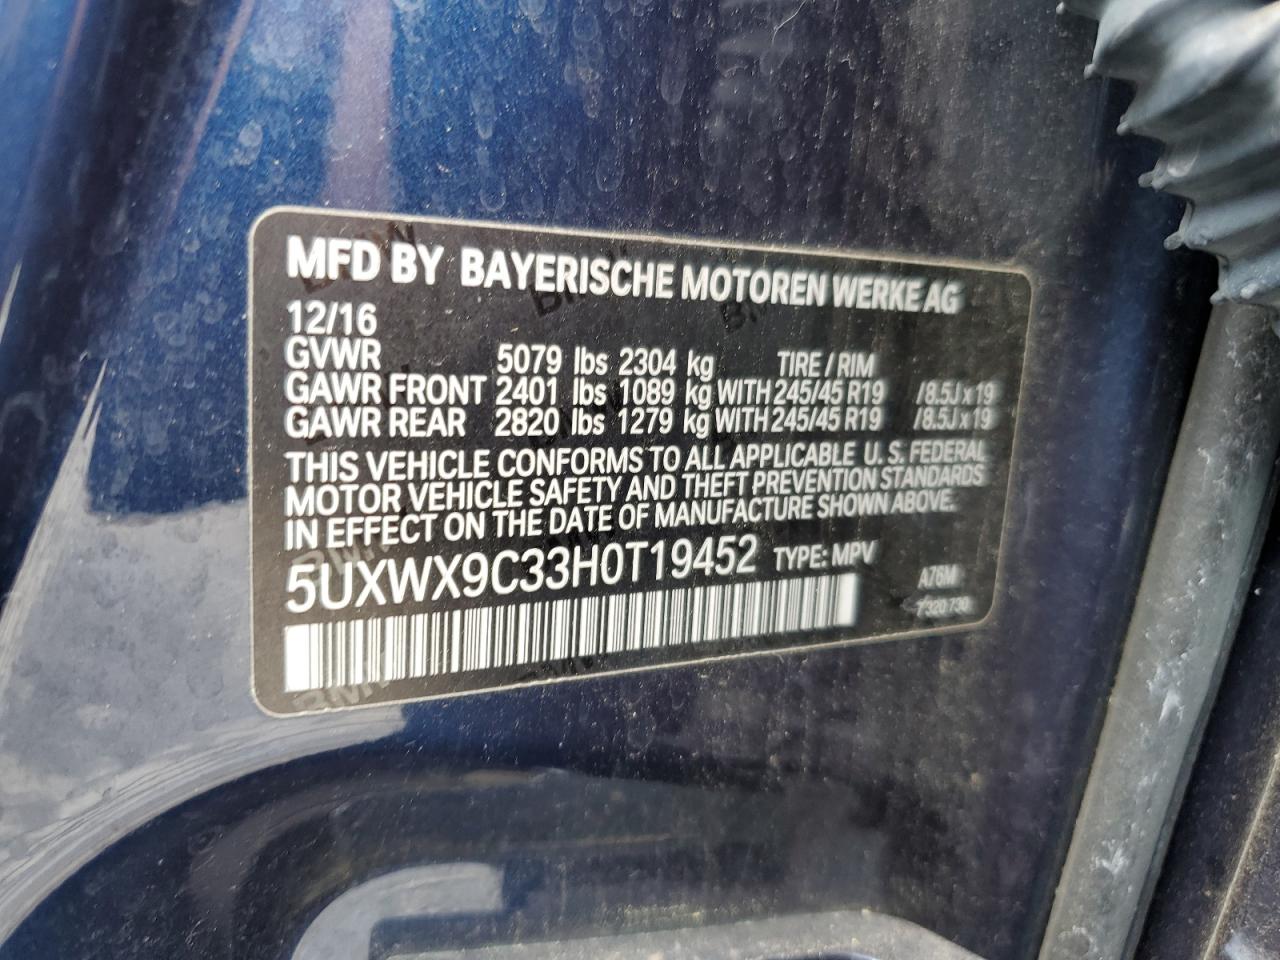 MFD BY BAYERISCHE MOTOREN WERKE AG
12/16
GVWR 5079 lbs 2304 kg TIRE / RIM
GAWR FRONT 2401 lbs 1089 kg WITH 245/45 R19 /8.5J x 19
GAWR REAR 2820 lbs 1279 kg WITH 245/45 R19 /8.5J x 19
THIS VEHICLE CONFORMS TO ALL APPLICABLE U. S. FEDERAL
MOTOR VEHICLE SAFETY AND THEFT PREVENTION STANDARDS
IN EFFECT ON THE DATE OF MANUFACTURE SHOWN ABOVE.
5UXWX9C33H0T19452 TYPE: MPV
A76M
7320 730